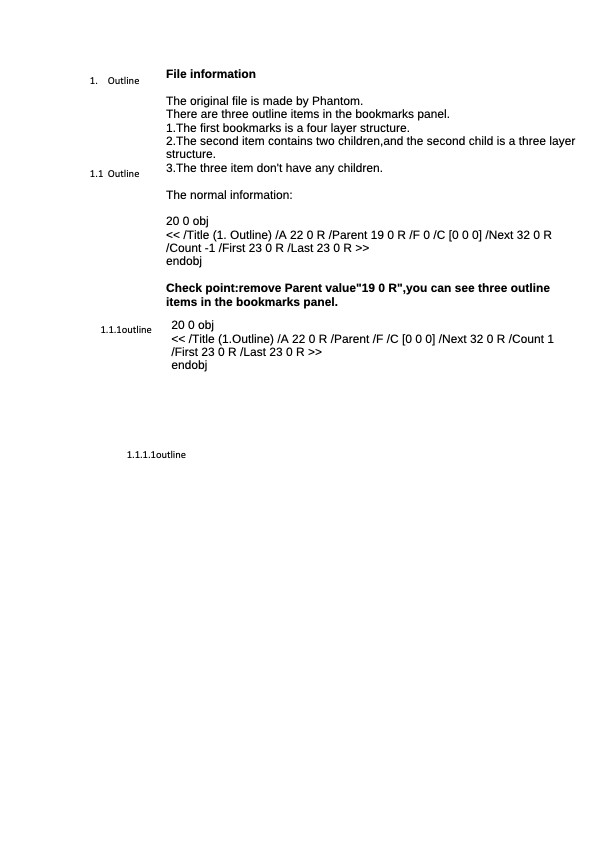 File information
1. Outline
The original file is made by Phantom.
There are three outline items in the bookmarks panel.
1.The first bookmarks is a four layer structure.
2.The second item contains two children,and the second child is a three layer
structure.
3.The three item don't have any children.
1.1 Outline
The normal information:
20 0 obj
<< /Title (1. Outline) /A 22 0 R /Parent 19 0 R /F 0 /C [0 0 0] /Next 32 0 R
/Count -1 /First 23 0 R /Last 23 0 R >>
endobj
Check point:remove Parent value"19 0 R",you can see three outline
items in the bookmarks panel.
20 0 obj
1.1.1outline
<< /Title (1.Outline) /A 22 0 R /Parent /F /C [0 0 0] /Next 32 0 R /Count 1
/First 23 0 R /Last 23 0 R >>
endobj
1.1.1.1outline